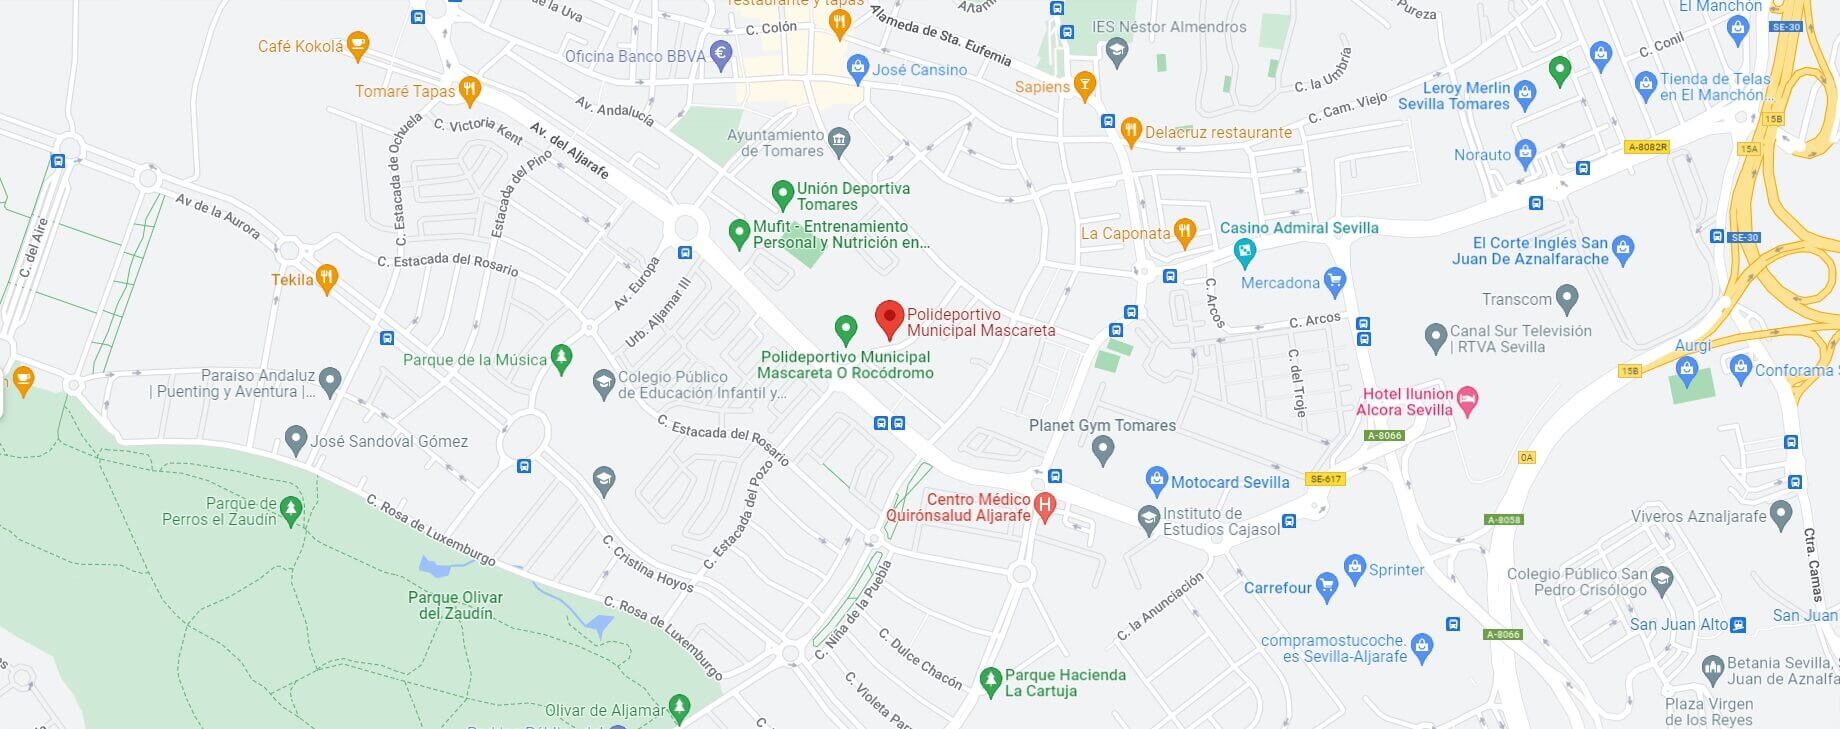 de la Uva
restaurante y tapas
C. Colón
Alameda de Sta. Eufemia
IES Néstor Almendros
Pureza
El Manchón
SE-30
C. Conil
Café Kokolá
Oficina Banco BBVA
José Cansino
C. la Umbría
Sapiens
Leroy Merlin
Sevilla Tomares
Tienda de Telas
en El Manchón...
Tomaré Tapas
Av. Andalucía
C. Cam. Viejo
15B
C. Victoria Kent
Av. del Aljarafe
Delacruz restaurante
Ayuntamiento
de Tomares
A-8082R
15A
Norauto
C. Estacada de Ochuela
Estacada del Pino
Unión Deportiva
Tomares
Av de la Aurora
C. del Aire
Mufit - Entrenamiento
Personal y Nutrición en...
La Caponata
Casino Admiral Sevilla
El Corte Inglés San
Juan De Aznalfarache
SE-30
C. Estacada del Rosario
Av. Europa
Tekila
Urb. Aljamar III
Mercadona
C. Arcos
Transcom
Polideportivo
Municipal Mascareta
C. Arcos
Canal Sur Televisión
| RTVA Sevilla
Aurgi
Parque de la Música
Polideportivo Municipal
Mascareta O Rocódromo
C. del Troje
15B
Conforama S
Paraiso Andaluz
| Puenting y Aventura |...
Colegio Público
de Educación Infantil y...
Hotel Ilunion
Alcora Sevilla
José Sandoval Gómez
C. Estacada del Rosario
Planet Gym Tomares
A-8066
0A
C. Estacada del Pozo
Motocard Sevilla
SE-617
Parque de
Perros el Zaudín
C. Rosa de Luxemburgo
Centro Médico
Quirónsalud Aljarafe
Instituto de
Estudios Cajasol
A-8058
Viveros Aznaljarafe
Ctra. Camas
C. Cristina Hoyos
Parque Olivar
del Zaudín
C. Rosa de Luxemburgo
C. Niña de la Puebla
C. la Anunciación
Carrefour
Sprinter
Colegio Público San
Pedro Crisólogo
San Juan Alto
San Juan
A-8066
compramostucoche.
es Sevilla-Aljarafe
C. Dulce Chacón
C. Violeta Par
Parque Hacienda
La Cartuja
Betania Sevilla, S
Juan de Aznalfa
Olivar de Aljamar
Plaza Virgen
de los Reyes